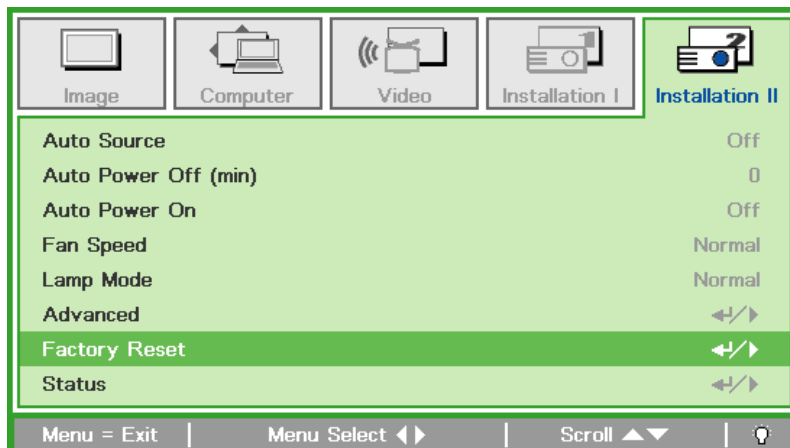 Image Computer Video Installation I Installation II
Auto Source Off
Auto Power Off (min) 0
Auto Power On Off
Fan Speed Normal
Lamp Mode Normal
Advanced
Factory Reset
Status
Menu = Exit Menu Select Scroll